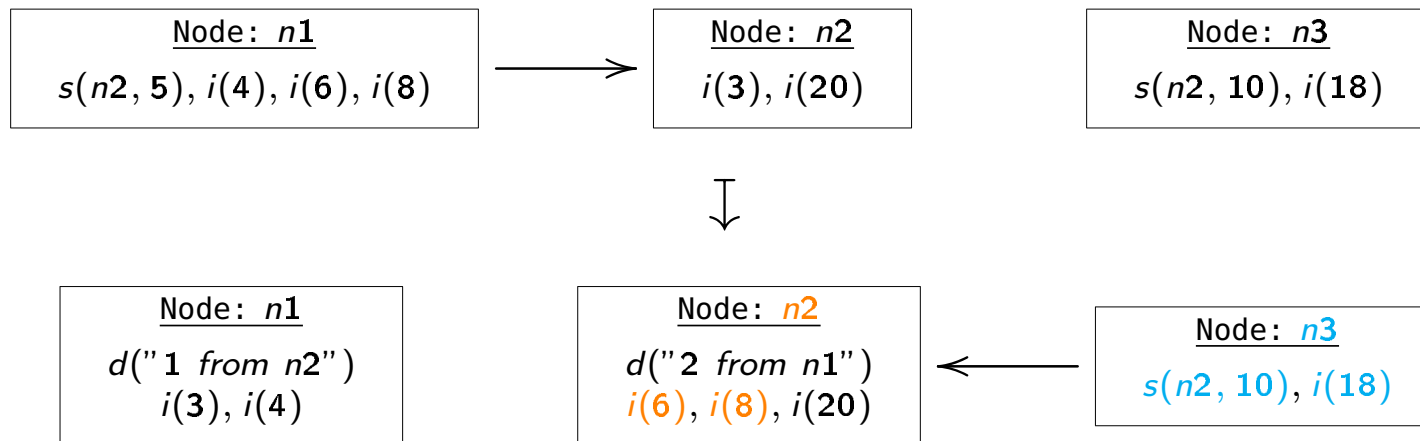 Node: n1
s(n2, 5), i(4), i(6), i(8)
Node: n2
i(3), i(20)
Node: n3
s(n2, 10), i(18)
Node: n1
d("1 from n2")
i(3), i(4)
Node: n2
d("2 from n1")
i(6), i(8), i(20)
Node: n3
s(n2, 10), i(18)